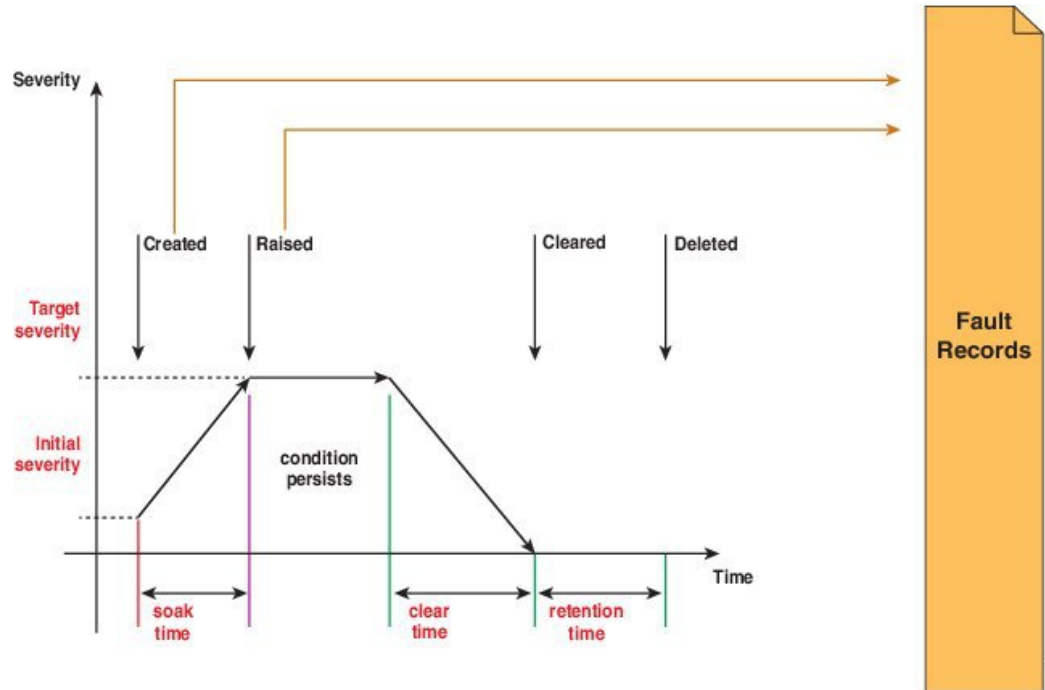 Severity
Created
Raised
Cleared
Deleted
Target
severity
Fault
Records
Initial
severity
condition
persists
Time
soak
time
clear
time
retention
time